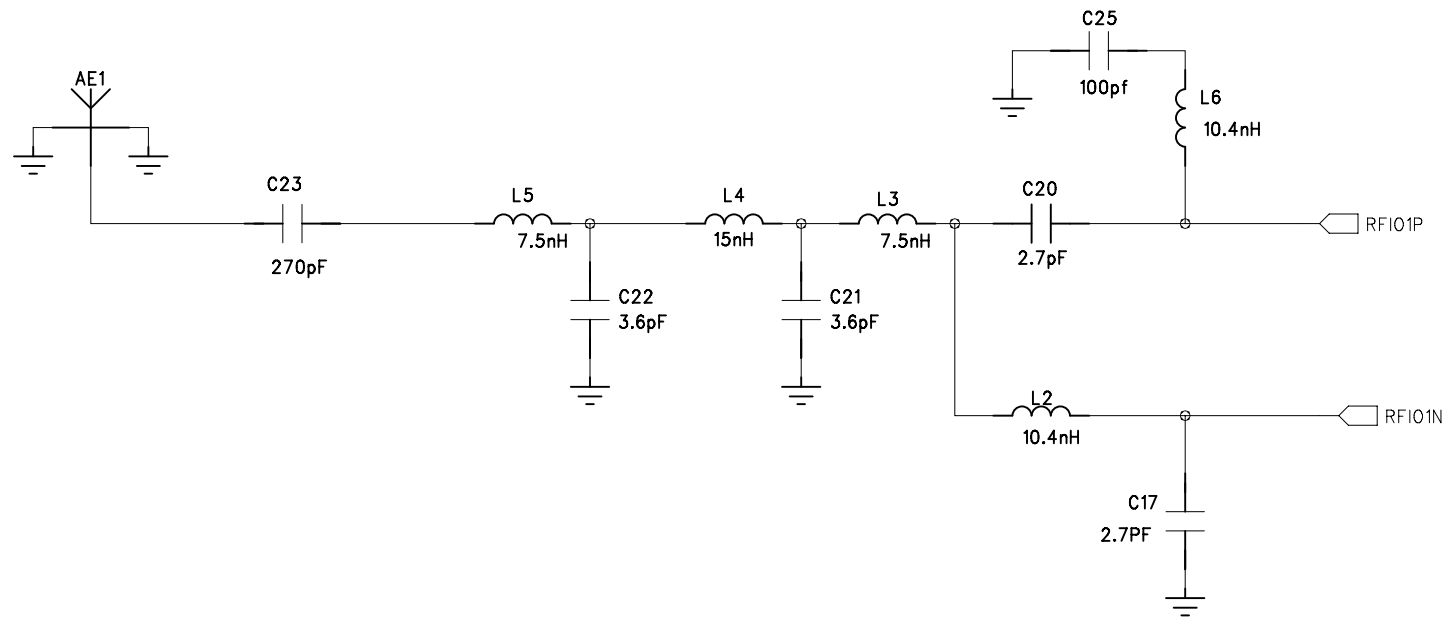 C25
100pf
AE1
L6
10.4nH
C23
270pF
L5
7.5nH
L4
15nH
L3
7.5nH
C20
2.7pF
RFIO1P
C22
3.6pF
C21
3.6pF
L2
10.4nH
RFIO1N
C17
2.7PF